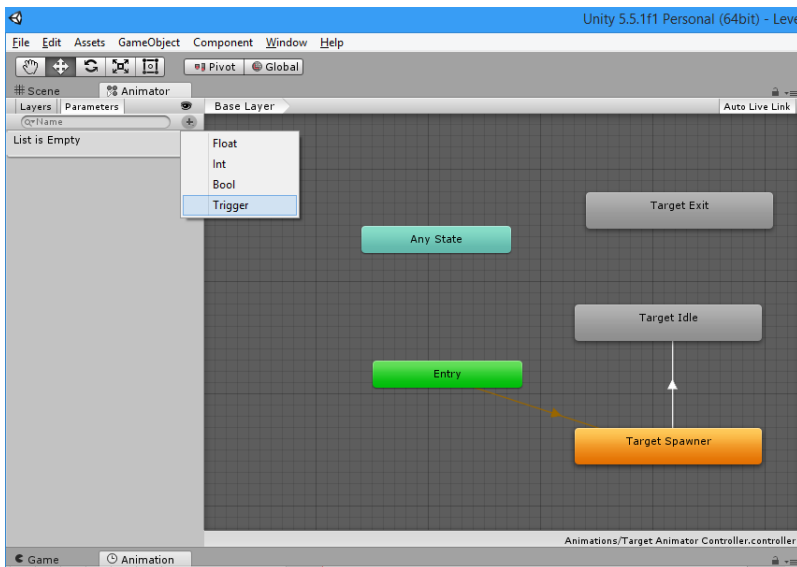 Unity 5.5.1f1 Personal (64bit) - Leve
File Edit Assets GameObject Component Window Help
Pivot Global
Scene Animator
Layers Parameters Base Layer Auto Live Link
Name
List is Empty
Float
Int
Bool
Trigger
Target Exit
Any State
Target Idle
Entry
Target Spawner
Animations/Target Animator Controller.controller
Game Animation